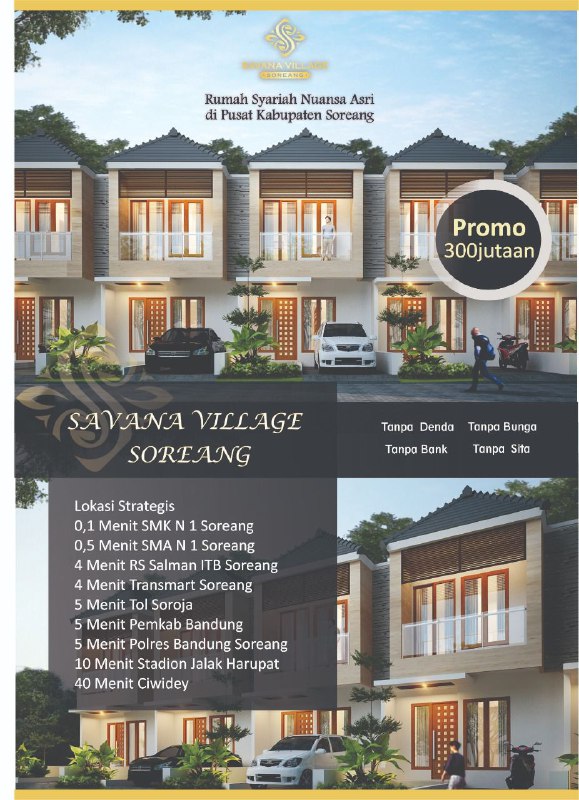 SAVANA VILLAGE
SOREANG
Rumah Syariah Nuansa Asri
di Pusat Kabupaten Soreang
Promo
300jutaan
SAVANA VILLAGE
SOREANG
Tanpa Denda Tanpa Bunga
Tanpa Bank Tanpa Sita
Lokasi Strategis
0,1 Menit SMK N 1 Soreang
0,5 Menit SMA N 1 Soreang
4 Menit RS Salman ITB Soreang
4 Menit Transmart Soreang
5 Menit Tol Soroja
5 Menit Pemkab Bandung
5 Menit Polres Bandung Soreang
10 Menit Stadion Jalak Harupat
40 Menit Ciwidey